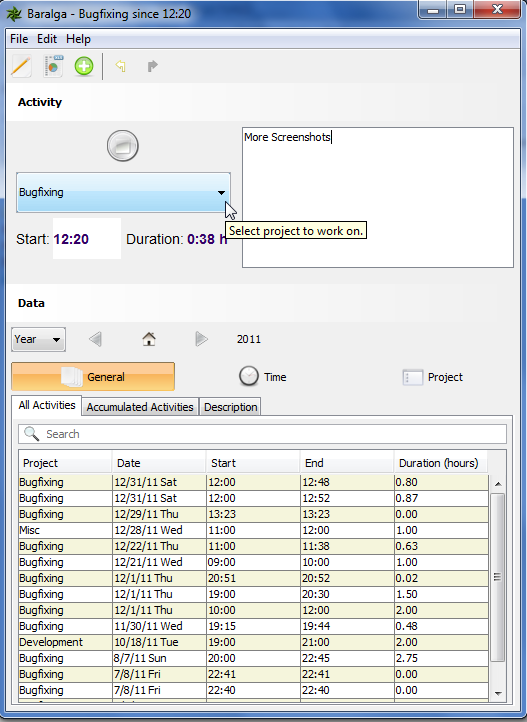 Baralga - Bugfixing since 12:20
File Edit Help
Activity
More Screenshots
Bugfixing
Select project to work on.
Start: 12:20 Duration: 0:38 h
Data
Year 2011
General Time Project
All Activities Accumulated Activities Description
Search
Project Date Start End Duration (hours)
Bugfixing 12/31/11 Sat 12:00 12:48 0.80
Bugfixing 12/31/11 Sat 12:00 12:52 0.87
Bugfixing 12/29/11 Thu 13:23 13:23 0.00
Misc 12/28/11 Wed 11:00 12:00 1.00
Bugfixing 12/22/11 Thu 11:00 11:38 0.63
Bugfixing 12/21/11 Wed 09:00 10:00 1.00
Bugfixing 12/1/11 Thu 20:51 20:52 0.02
Bugfixing 12/1/11 Thu 19:00 20:30 1.50
Bugfixing 12/1/11 Thu 10:00 12:00 2.00
Bugfixing 11/30/11 Wed 19:15 19:44 0.48
Development 10/18/11 Tue 19:00 21:00 2.00
Bugfixing 8/7/11 Sun 20:00 22:45 2.75
Bugfixing 7/8/11 Fri 22:41 22:41 0.00
Bugfixing 7/8/11 Fri 22:40 22:40 0.00